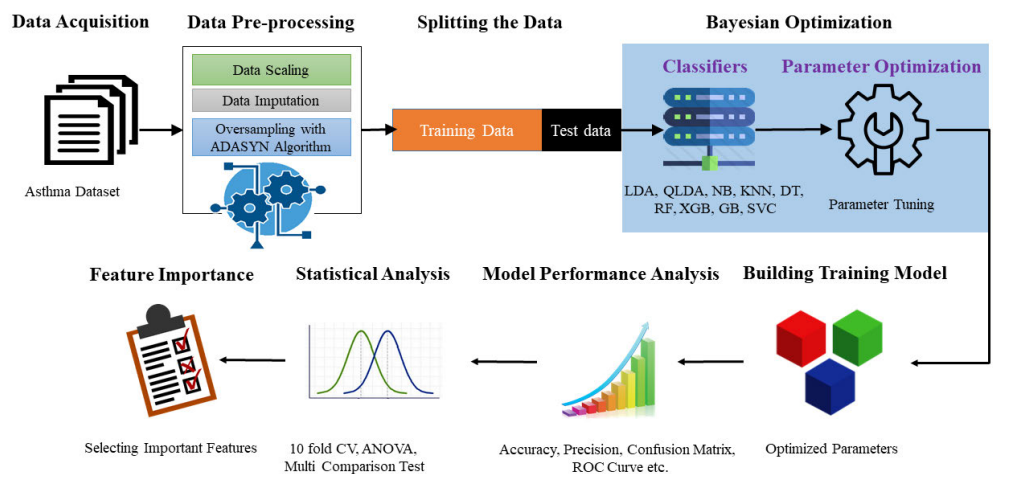 Data Acquisition
Asthma Dataset
Data Pre-processing
Data Scaling
Data Imputation
Oversampling with
ADASYN Algorithm
Splitting the Data
Training Data
Test data
Bayesian Optimization
Classifiers
LDA, QLDA, NB, KNN, DT,
RF, XGB, GB, SVC
Parameter Optimization
Parameter Tuning
Building Training Model
Optimized Parameters
Model Performance Analysis
Accuracy, Precision, Confusion Matrix,
ROC Curve etc.
Statistical Analysis
10 fold CV, ANOVA,
Multi Comparison Test
Feature Importance
Selecting Important Features